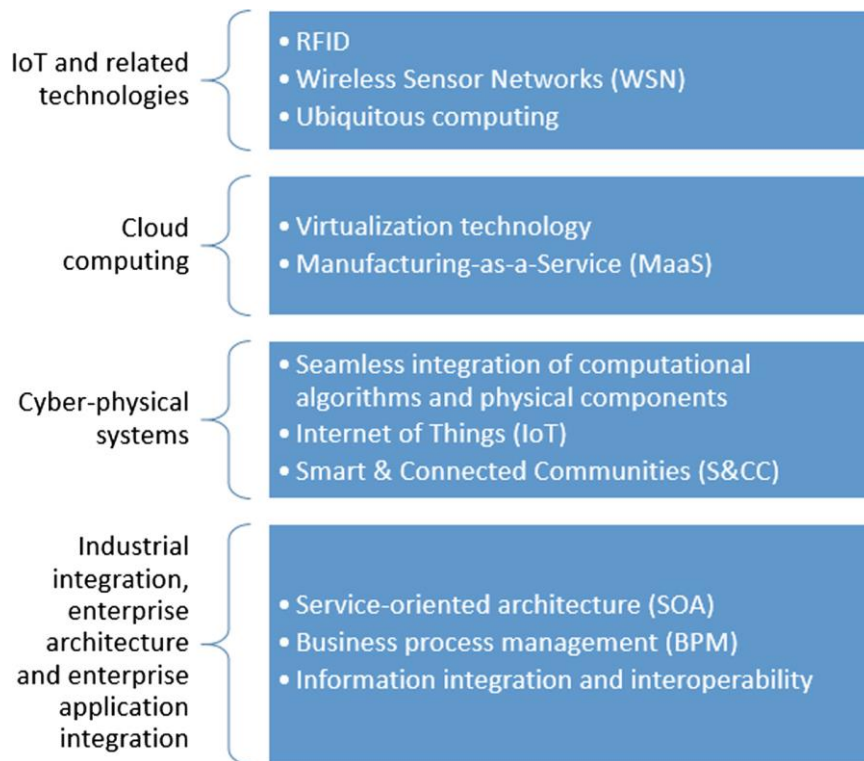 IoT and related
technologies
• RFID
• Wireless Sensor Networks (WSN)
• Ubiquitous computing
Cloud
computing
• Virtualization technology
• Manufacturing-as-a-Service (MaaS)
Cyber-physical
systems
• Seamless integration of computational
algorithms and physical components
• Internet of Things (IoT)
• Smart & Connected Communities (S&CC)
Industrial
integration,
enterprise
architecture
and enterprise
application
integration
• Service-oriented architecture (SOA)
• Business process management (BPM)
• Information integration and interoperability